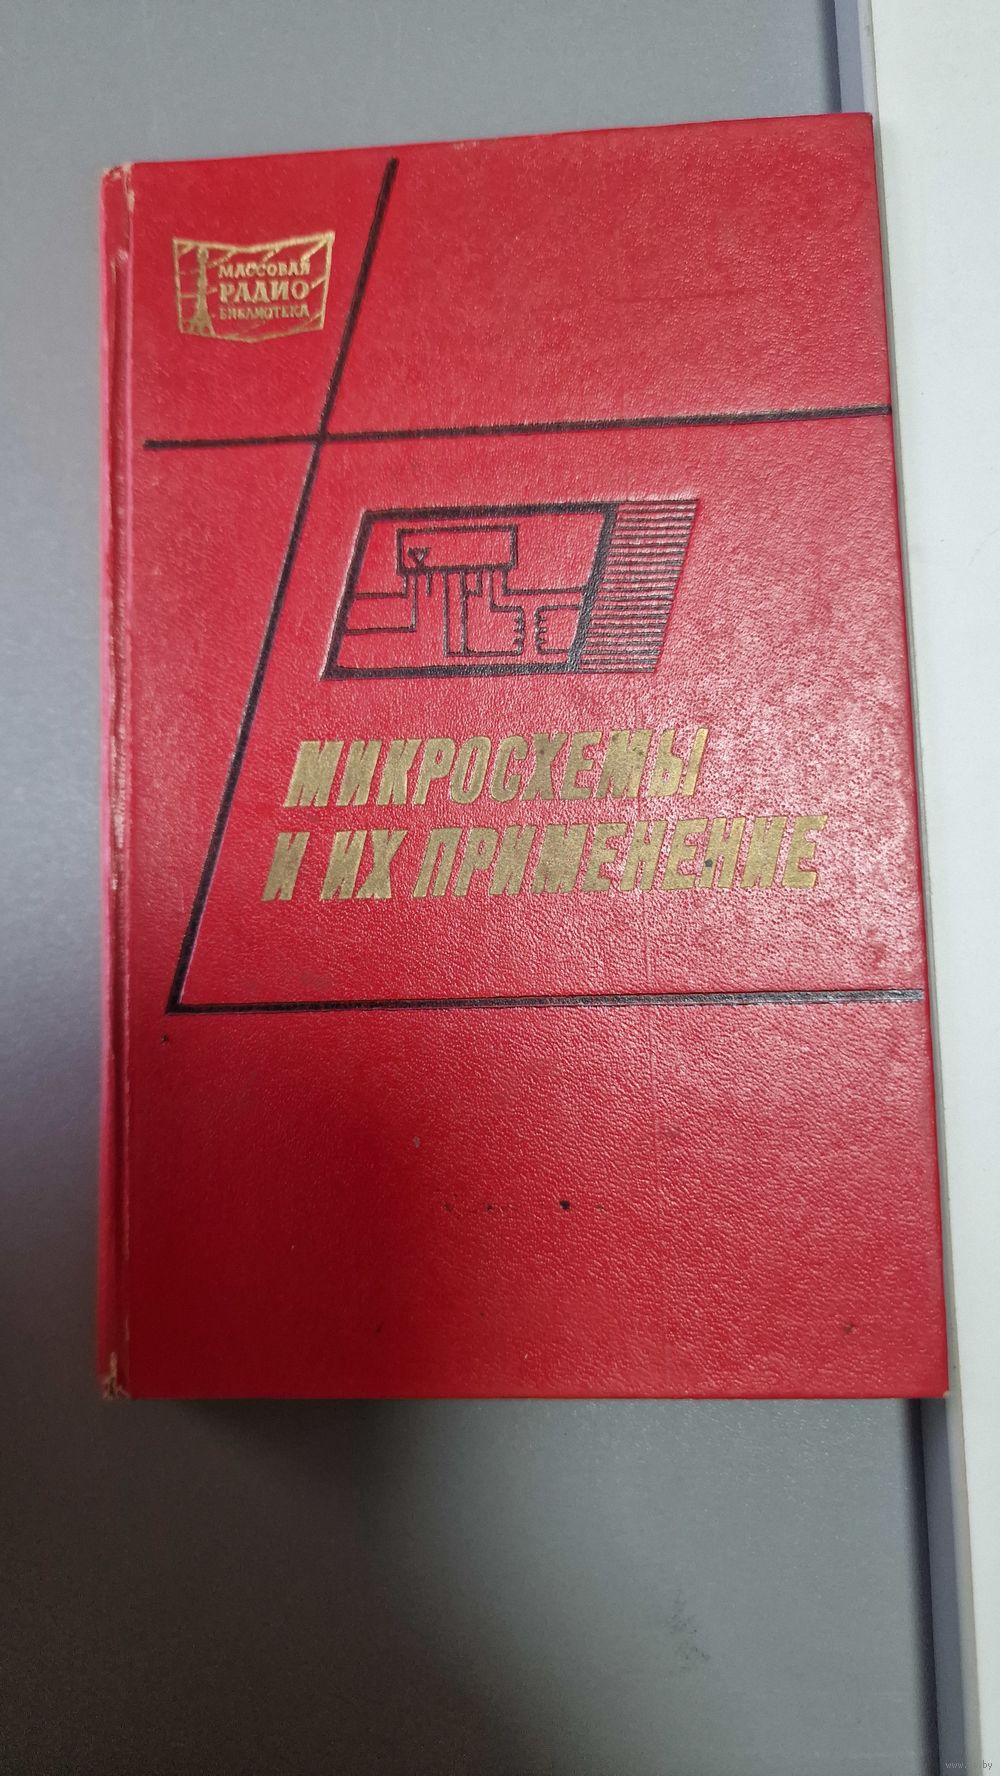 МАССОВАЯ
РАДИО
БИБЛИОТЕКА
МИКРОСХЕМЫ
И ИХ ПРИМЕНЕНИЕ